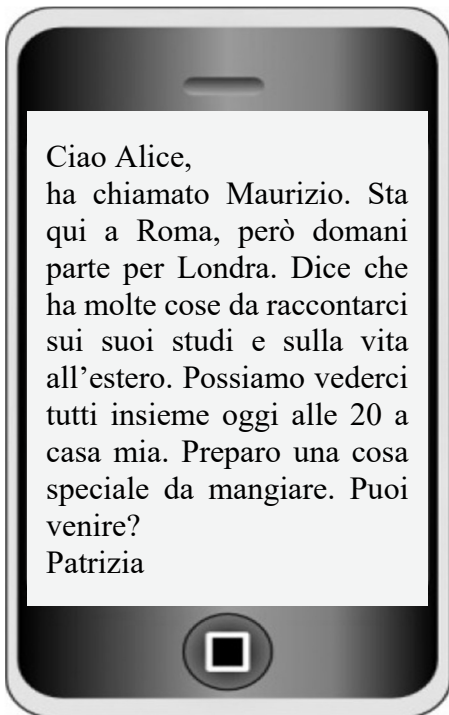 Ciao Alice,
ha chiamato Maurizio. Sta
qui a Roma, però domani
parte per Londra. Dice che
ha molte cose da raccontarci
sui suoi studi e sulla vita
all’estero. Possiamo vederci
tutti insieme oggi alle 20 a
casa mia. Preparo una cosa
speciale da mangiare. Puoi
venire?
Patrizia